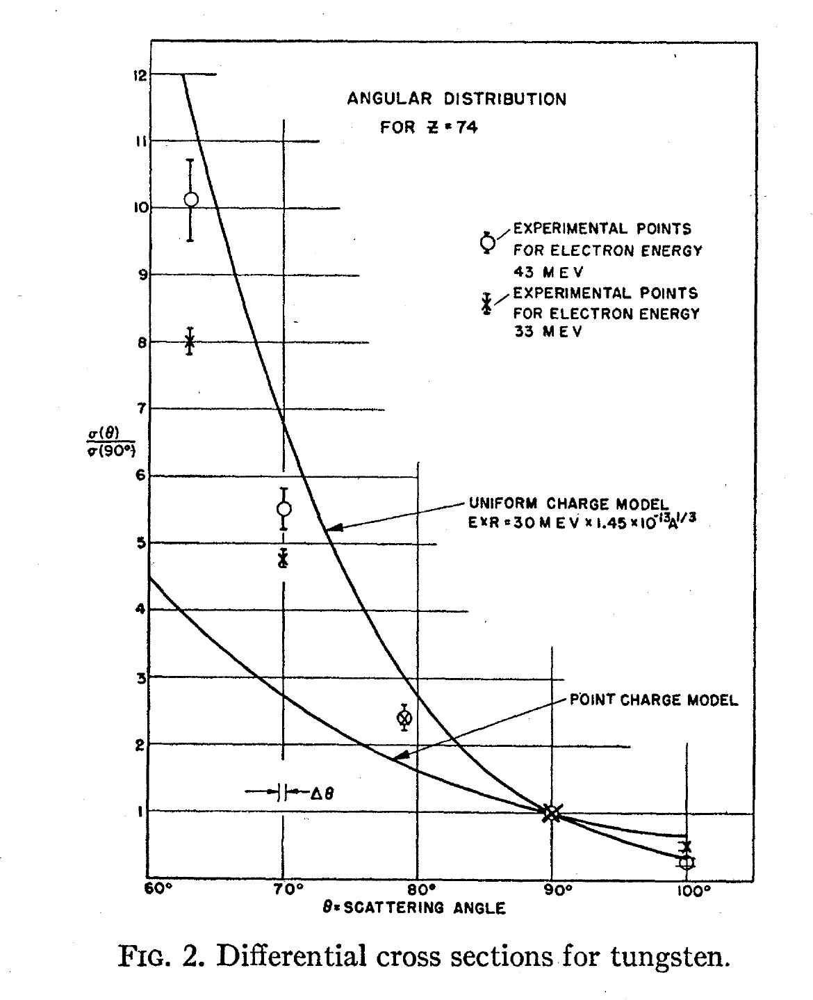 12
ANGULAR DISTRIBUTION
FOR Z = 74
11
10
EXPERIMENTAL POINTS
FOR ELECTRON ENERGY
43 MEV
9
EXPERIMENTAL POINTS
FOR ELECTRON ENERGY
33 MEV
8
7
σ(θ)
σ(90°)
6
UNIFORM CHARGE MODEL
E×R = 30 MEV × 1.45 × 10⁻¹³A¹/³
5
4
3
POINT CHARGE MODEL
2
Δθ
1
60° 70° 80° 90° 100°
θ = SCATTERING ANGLE
FIG. 2. Differential cross sections for tungsten.